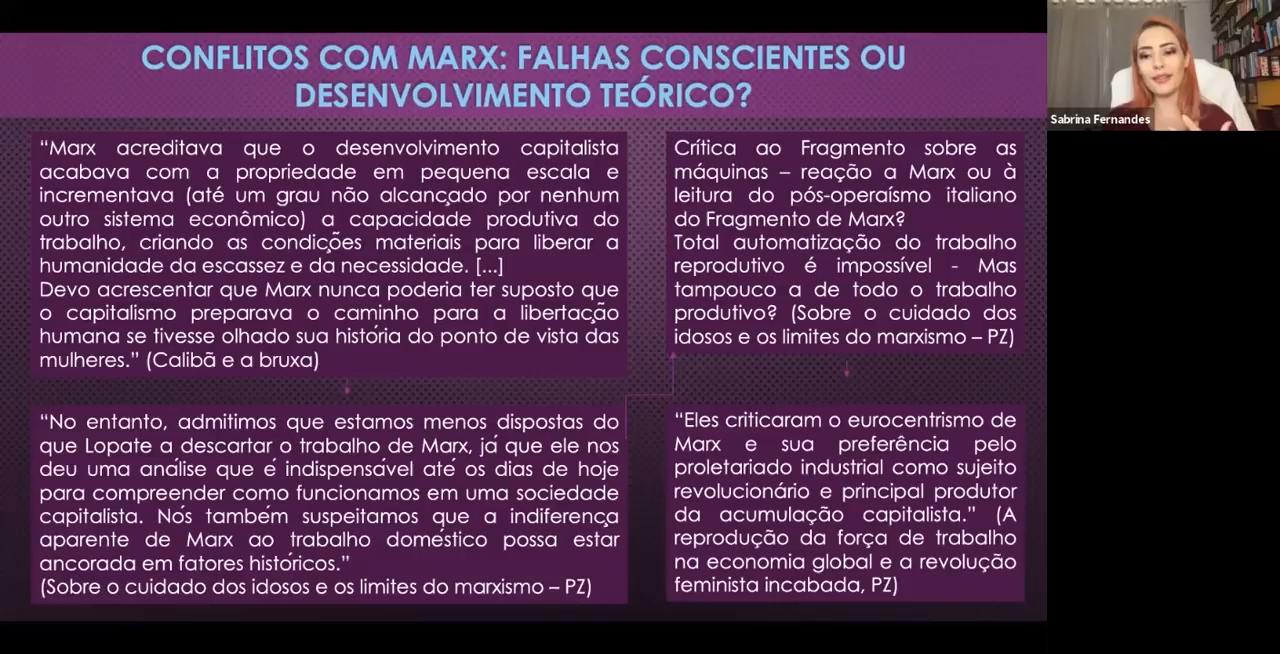 CONFLITOS COM MARX: FALHAS CONSCIENTES OU
DESENVOLVIMENTO TEÓRICO?
“Marx acreditava que o desenvolvimento capitalista
acabava com a propriedade em pequena escala e
incrementava (até um grau não alcançado por nenhum
outro sistema econômico) a capacidade produtiva do
trabalho, criando as condições materiais para liberar a
humanidade da escassez e da necessidade. [...]
Devo acrescentar que Marx nunca poderia ter suposto que
o capitalismo preparava o caminho para a libertação
humana se tivesse olhado sua história do ponto de vista das
mulheres.” (Calibã e a bruxa)
“No entanto, admitimos que estamos menos dispostas do
que Lopate a descartar o trabalho de Marx, já que ele nos
deu uma análise que é indispensável até os dias de hoje
para compreender como funcionamos em uma sociedade
capitalista. Nós também suspeitamos que a indiferença
aparente de Marx ao trabalho doméstico possa estar
ancorada em fatores históricos.”
(Sobre o cuidado dos idosos e os limites do marxismo – PZ)
Crítica ao Fragmento sobre as
máquinas – reação a Marx ou à
leitura do pós-operaísmo italiano
do Fragmento de Marx?
Total automatização do trabalho
reprodutivo é impossível - Mas
tampouco a de todo o trabalho
produtivo? (Sobre o cuidado dos
idosos e os limites do marxismo – PZ)
“Eles criticaram o eurocentrismo de
Marx e sua preferência pelo
proletariado industrial como sujeito
revolucionário e principal produtor
da acumulação capitalista.” (A
reprodução da força de trabalho
na economia global e a revolução
feminista incabada, PZ)
Sabrina Fernandes